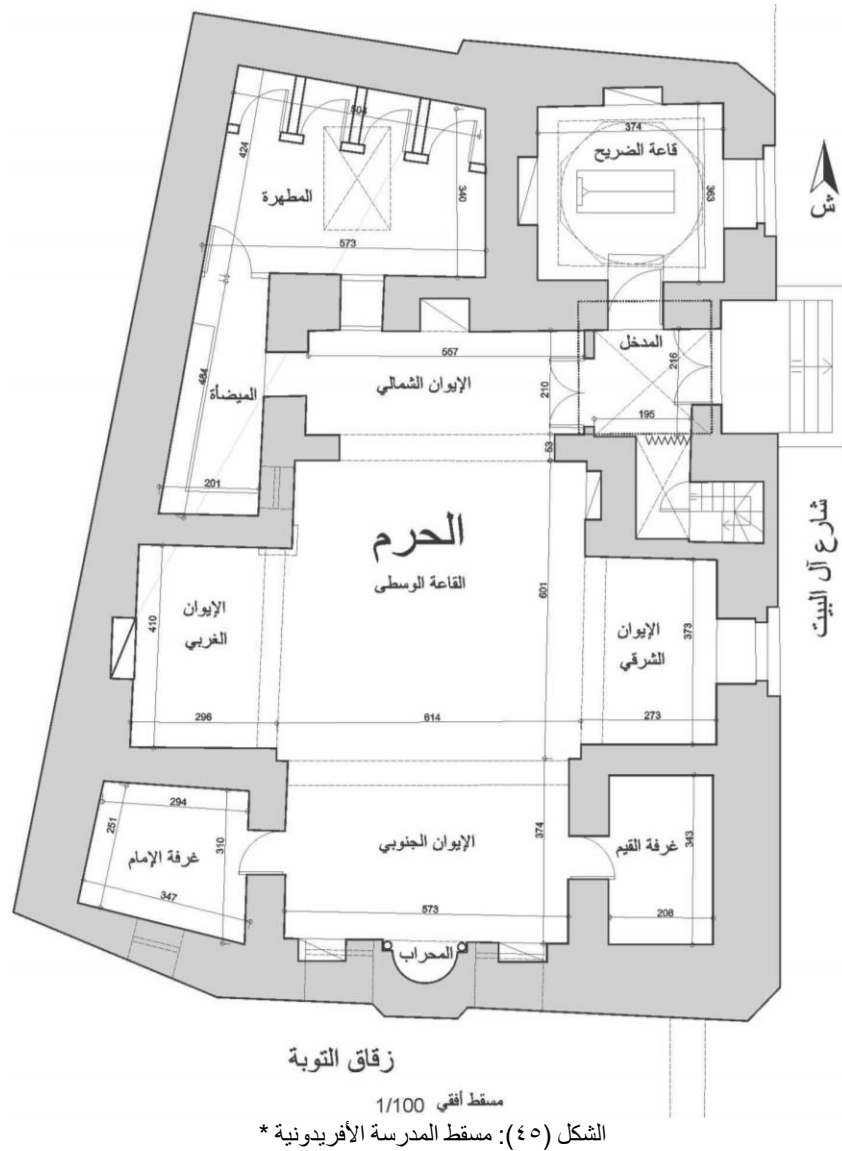 504
374
قاعة الضريح
424
340
363
المطهرة
573
ش
المدخل
216
557
210
الإيوان الشمالي
484
الميضأة
195
53
201
الحرم
القاعة الوسطى
شارع آل البيت
601
410
الإيوان
الغربي
الإيوان
الشرقي
373
296
614
273
294
251
310
غرفة الإمام
347
الإيوان الجنوبي
374
573
غرفة القيم
343
208
المحراب
زقاق التوبة
مسقط أفقي 1/100
الشكل (٤٥): مسقط المدرسة الأفريدونية *